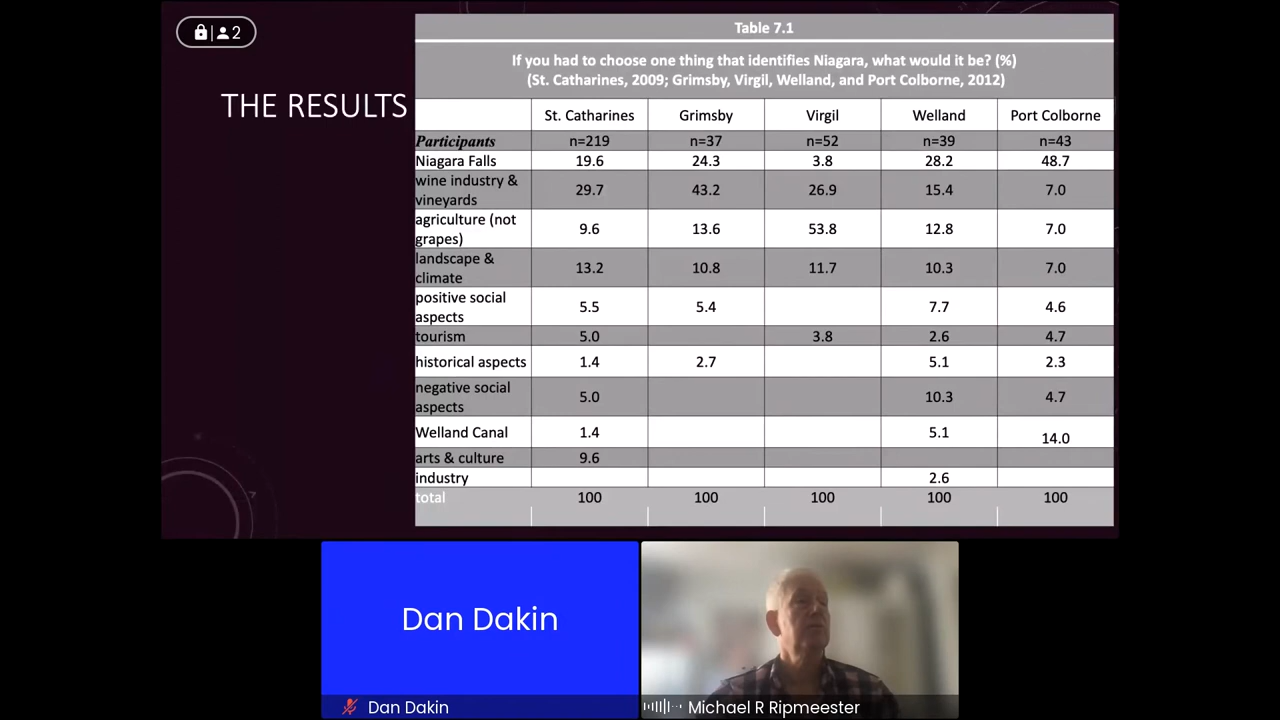 2
THE RESULTS
Table 7.1
If you had to choose one thing that identifies Niagara, what would it be? (%)
(St. Catharines, 2009; Grimsby, Virgil, Welland, and Port Colborne, 2012)
St. Catharines Grimsby Virgil Welland Port Colborne
Participants n=219 n=37 n=52 n=39 n=43
Niagara Falls 19.6 24.3 3.8 28.2 48.7
wine industry &
vineyards 29.7 43.2 26.9 15.4 7.0
agriculture (not
grapes) 9.6 13.6 53.8 12.8 7.0
landscape &
climate 13.2 10.8 11.7 10.3 7.0
positive social
aspects 5.5 5.4 7.7 4.6
tourism 5.0 3.8 2.6 4.7
historical aspects 1.4 2.7 5.1 2.3
negative social
aspects 5.0 10.3 4.7
Welland Canal 1.4 5.1 14.0
arts & culture 9.6
industry 2.6
total 100 100 100 100 100
Dan Dakin
Dan Dakin
Michael R Ripmeester